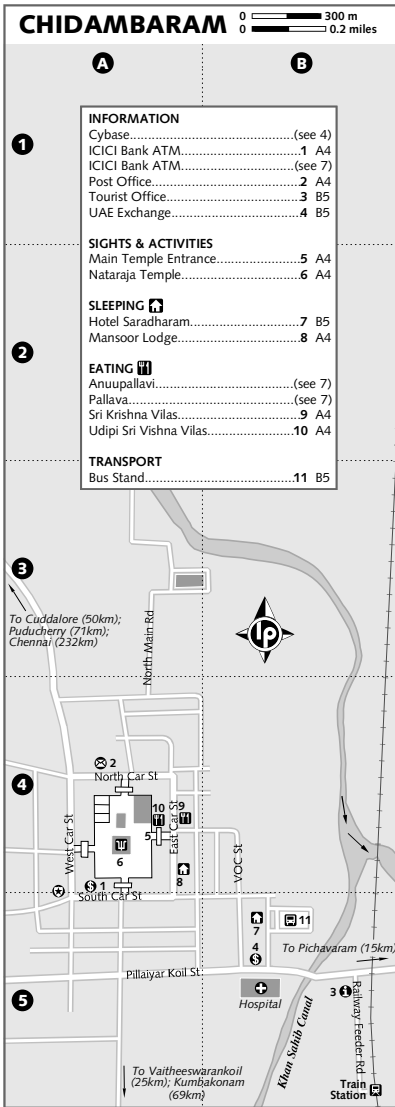 CHIDAMBARAM
0 300 m
0 0.2 miles
A B
1
INFORMATION
Cybase.............................(see 4)
ICICI Bank ATM....................1 A4
ICICI Bank ATM....................(see 7)
Post Office..........................2 A4
Tourist Office.......................3 B5
UAE Exchange.....................4 B5
SIGHTS & ACTIVITIES
Main Temple Entrance...........5 A4
Nataraja Temple...................6 A4
2
SLEEPING
Hotel Saradharam.................7 B5
Mansoor Lodge....................8 A4
EATING
Anuupallavi.........................(see 7)
Pallava...............................(see 7)
Sri Krishna Vilas...................9 A4
Udipi Sri Vishna Vilas............10 A4
TRANSPORT
Bus Stand...........................11 B5
3
To Cuddalore (50km);
Puducherry (71km);
Chennai (232km)
North Main Rd
lp
4
2
North Car St
West Car St
10
9
5
East Car St
6
8
VOC St
$ 1
South Car St
7
11
4
$
To Pichavaram (15km)
Pillaiyar Koil St
5
Hospital
Khan Sahib Canal
3
Railway Feeder Rd
To Vaitheeswarankoil
(25km); Kumbakonam
(69km)
Train
Station